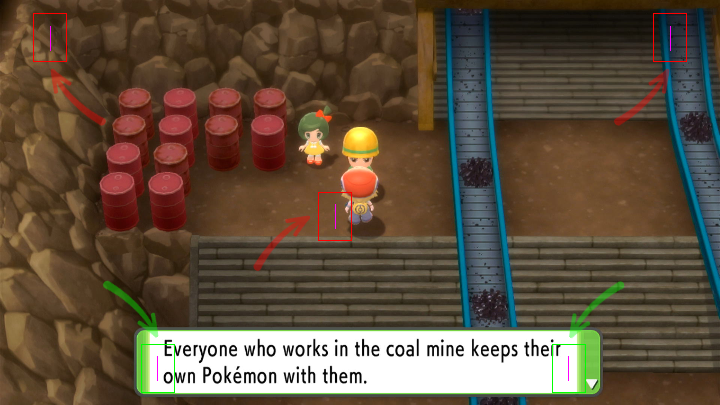 Everyone who works in the coal mine keeps their
own Pokémon with them.